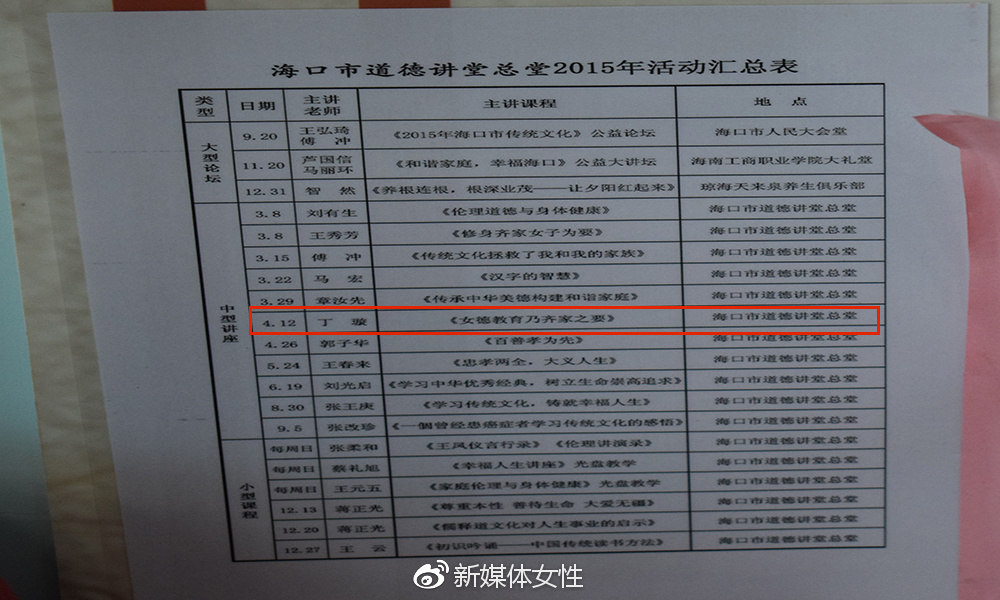 海口市道德讲堂总堂2015年活动汇总表
类型 日期 主讲老师 主讲课程 地 点
大型论坛 9.20 王弘琦 傅 冲 《2015年海口市传统文化》公益论坛 海口市人民大会堂
11.20 芦国信 马丽环 《和谐家庭，幸福海口》公益大讲坛 海南工商职业学院大礼堂
12.31 智 然 《养根连根，根深业茂——让夕阳红起来》 琼海天来泉养生俱乐部
中型讲座 3.8 刘有生 《伦理道德与身体健康》 海口市道德讲堂总堂
3.8 王秀芳 《修身齐家女子为要》 海口市道德讲堂总堂
3.15 傅 冲 《传统文化拯救了我和我的家族》 海口市道德讲堂总堂
3.22 马 宏 《汉字的智慧》 海口市道德讲堂总堂
3.29 章汝先 《传承中华美德构建和谐家庭》 海口市道德讲堂总堂
4.12 丁 璇 《女德教育乃齐家之要》 海口市道德讲堂总堂
4.26 郭子华 《百善孝为先》 海口市道德讲堂总堂
5.24 王春来 《忠孝两全，大义人生》 海口市道德讲堂总堂
6.19 刘光启 《学习中华优秀经典，树立生命崇高追求》 海口市道德讲堂总堂
8.30 张王庚 《学习传统文化，铸就幸福人生》 海口市道德讲堂总堂
9.5 张改珍 《一個曾经患癌症者学习传统文化的感悟》 海口市道德讲堂总堂
小型课程 每周日 张柔和 《王凤仪言行录》《伦理讲演录》 海口市道德讲堂总堂
每周日 蔡礼旭 《幸福人生讲座》光盘教学 海口市道德讲堂总堂
每周日 王元五 《家庭伦理与身体健康》光盘教学 海口市道德讲堂总堂
12.13 蒋正光 《尊重本性 善待生命 大爱无疆》 海口市道德讲堂总堂
12.20 蒋正光 《儒释道文化对人生事业的启示》 海口市道德讲堂总堂
12.27 王 云 《初识吟诵——中国传统读书方法》 海口市道德讲堂总堂
新媒体女性